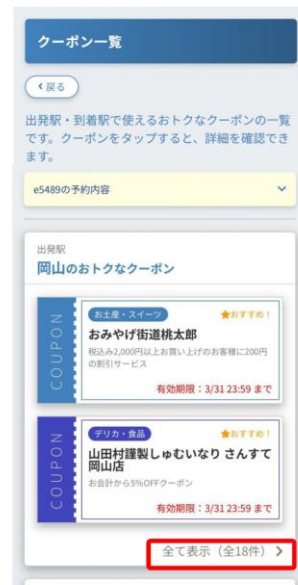 クーポン一覧
戻る
出発駅・到着駅で使えるおトクなクーポンの一覧
です。クーポンをタップすると、詳細を確認でき
ます。
e5489の予約内容
出発駅
岡山のおトクなクーポン
COUPON
お土産・スイーツ
おすすめ！
おみやげ街道桃太郎
税込み2,000円以上お買い上げのお客様に200円
の割引サービス
有効期限：3/31 23:59 まで
COUPON
デリカ・食品
おすすめ！
山田村謹製しゅむいなり さんすて
岡山店
お会計から5%OFFクーポン
有効期限：3/31 23:59 まで
全て表示（全18件）